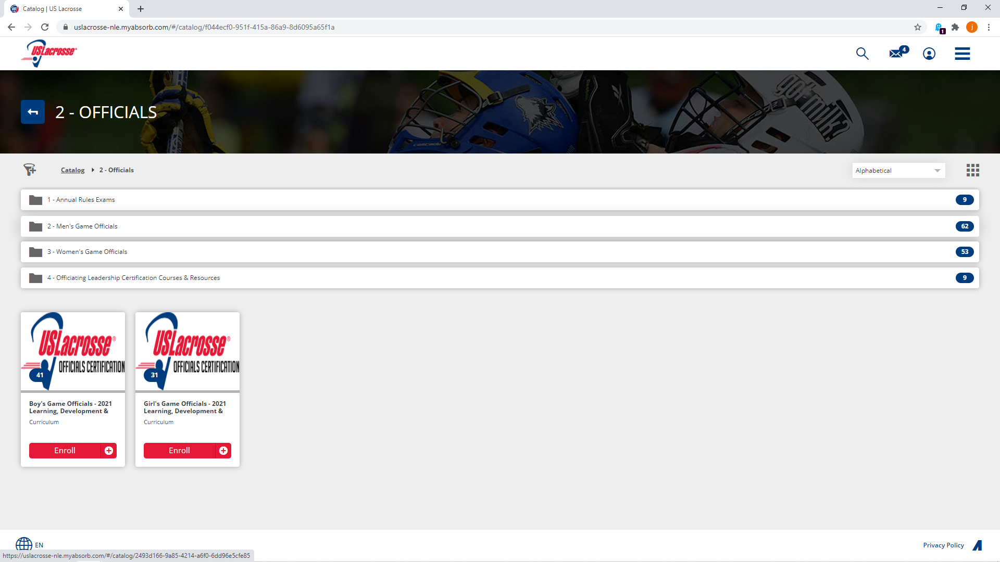 Catalog | US Lacrosse
uslacrosse-nle.myabsorb.com/#/catalog/f044ecf0-951f-415a-86a9-8d6095a65f1a
j
1
USLacrosse®
4
2 - OFFICIALS
cascade
got milk?
Catalog 2 - Officials
Alphabetical
1 - Annual Rules Exams 9
2 - Men's Game Officials 62
3 - Women's Game Officials 53
4 - Officiating Leadership Certification Courses & Resources 9
USLacrosse®
OFFICIALS CERTIFICATION
41
Boy's Game Officials - 2021
Learning, Development &
Curriculum
Enroll
USLacrosse®
OFFICIALS CERTIFICATION
31
Girl's Game Officials - 2021
Learning, Development &
Curriculum
Enroll
EN
Privacy Policy
https://uslacrosse-nle.myabsorb.com/#/catalog/2493d166-9a85-4214-a6f0-6dd96e5cfe85